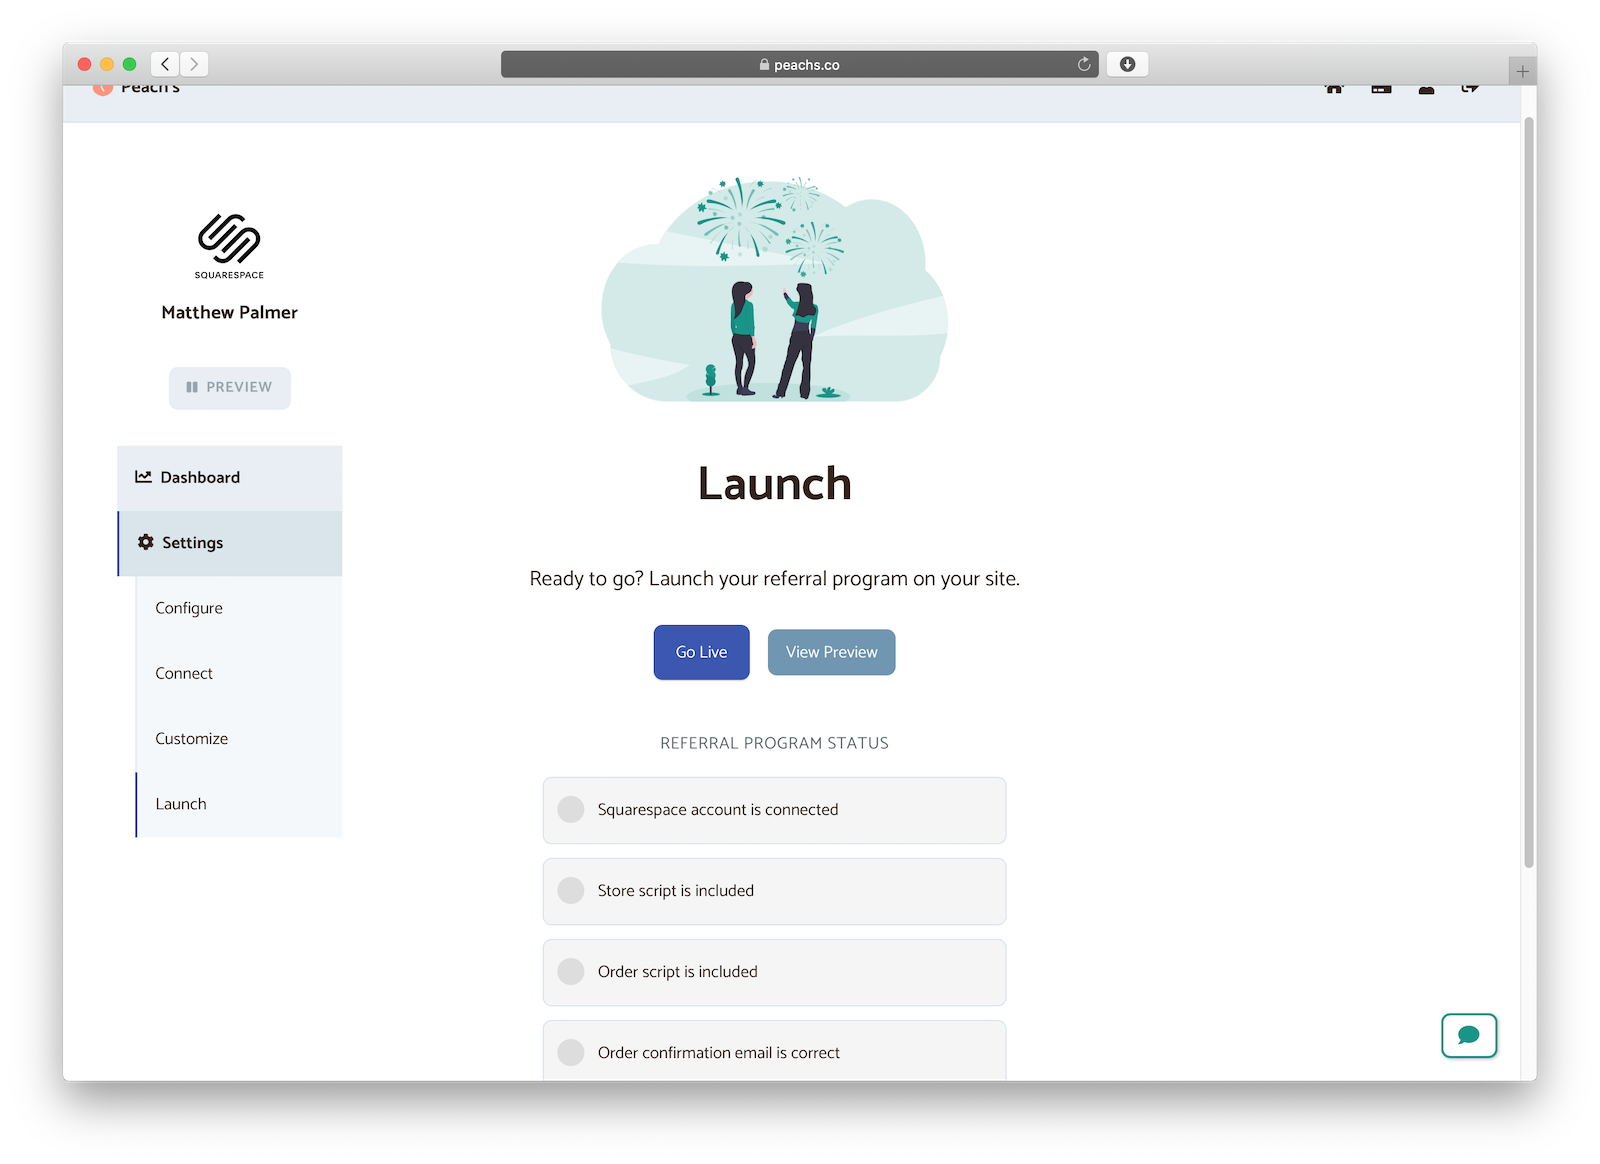 peachs.co
Peach's
SQUARESPACE
Matthew Palmer
PREVIEW
Dashboard
Settings
Configure
Connect
Customize
Launch
Launch
Ready to go? Launch your referral program on your site.
Go Live
View Preview
REFERRAL PROGRAM STATUS
Squarespace account is connected
Store script is included
Order script is included
Order confirmation email is correct